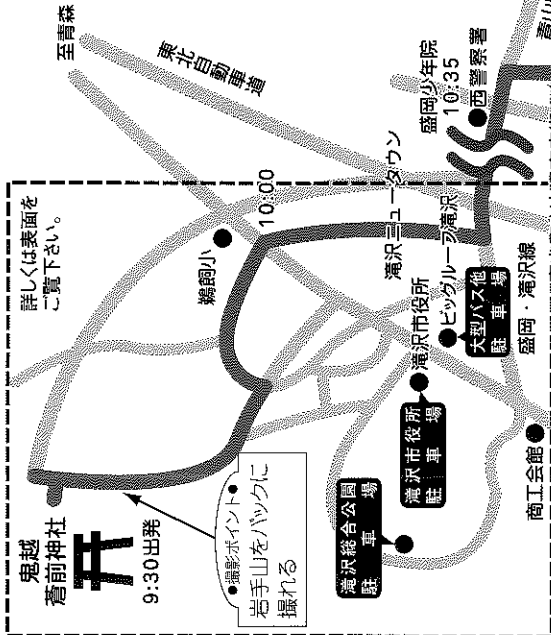 詳しくは表面を
ご覧下さい。
至青森
東北自動車道
鬼越
蒼前神社
9:30出発
●撮影ポイント●
岩手山をバックに
撮れる
鵜飼小
10:00
滝沢ニュータウン
盛岡少年院
10:35
西警察署
青山
滝沢市役所
ビッグルーフ滝沢
大型バス他
駐車場
盛岡・滝沢線
滝沢市役所
駐車場
滝沢総合公園
駐車場
商工会館